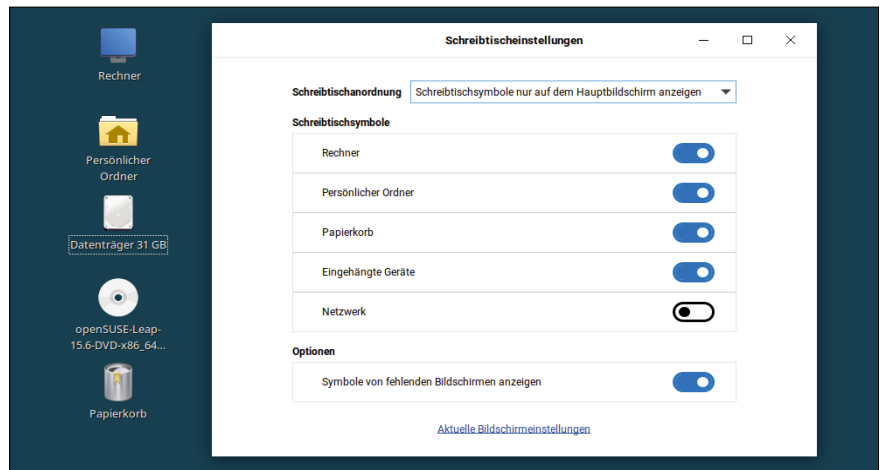 Rechner
Persönlicher
Ordner
Datenträger 31 GB
openSUSE-Leap-
15.6-DVD-x86_64...
Papierkorb
Schreibtischeinstellungen
Schreibtischanordnung Schreibtischsymbole nur auf dem Hauptbildschirm anzeigen
Schreibtischsymbole
Rechner
Persönlicher Ordner
Papierkorb
Eingehängte Geräte
Netzwerk
Optionen
Symbole von fehlenden Bildschirmen anzeigen
Aktuelle Bildschirmeinstellungen